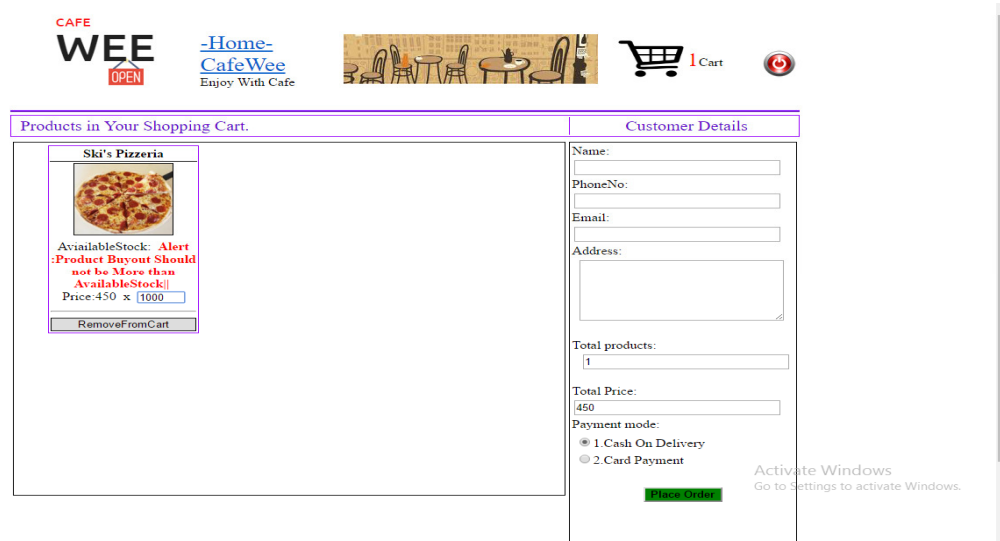 CAFE
WEE
OPEN
-Home-
CafeWee
Enjoy With Cafe
1 Cart
Products in Your Shopping Cart.
Customer Details
Ski's Pizzeria
AviailableStock: Alert
:Product Buyout Should
not be More than
AvailableStock||
Price:450 x 1000
RemoveFromCart
Name:
PhoneNo:
Email:
Address:
Total products:
1
Total Price:
450
Payment mode:
1.Cash On Delivery
2.Card Payment
Place Order
Activate Windows
Go to Settings to activate Windows.